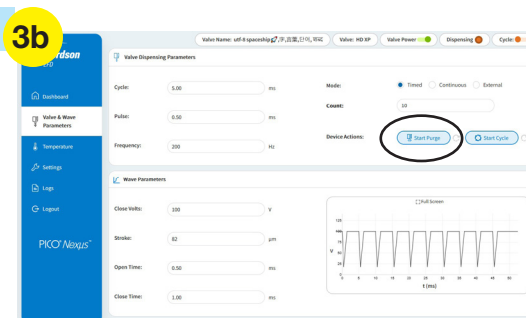 3b
rdson
Valve Name: utf-8 spaceship
Valve: HD XP
Valve Power
Dispensing
Cycle:
Valve Dispensing Parameters
Dashboard
Valve & Wave
Parameters
Temperature
Settings
Logs
Logout
PICO® Nexμs™
Cycle:
5.00
ms
Pulse:
0.50
ms
Frequency:
200
Hz
Mode:
Timed
Continuous
External
Count:
10
Device Actions:
Start Purge
Start Cycle
Wave Parameters
Close Volts:
100
V
Stroke:
82
µm
Open Time:
0.50
ms
Close Time:
1.00
ms
Full Screen
V
t (ms)